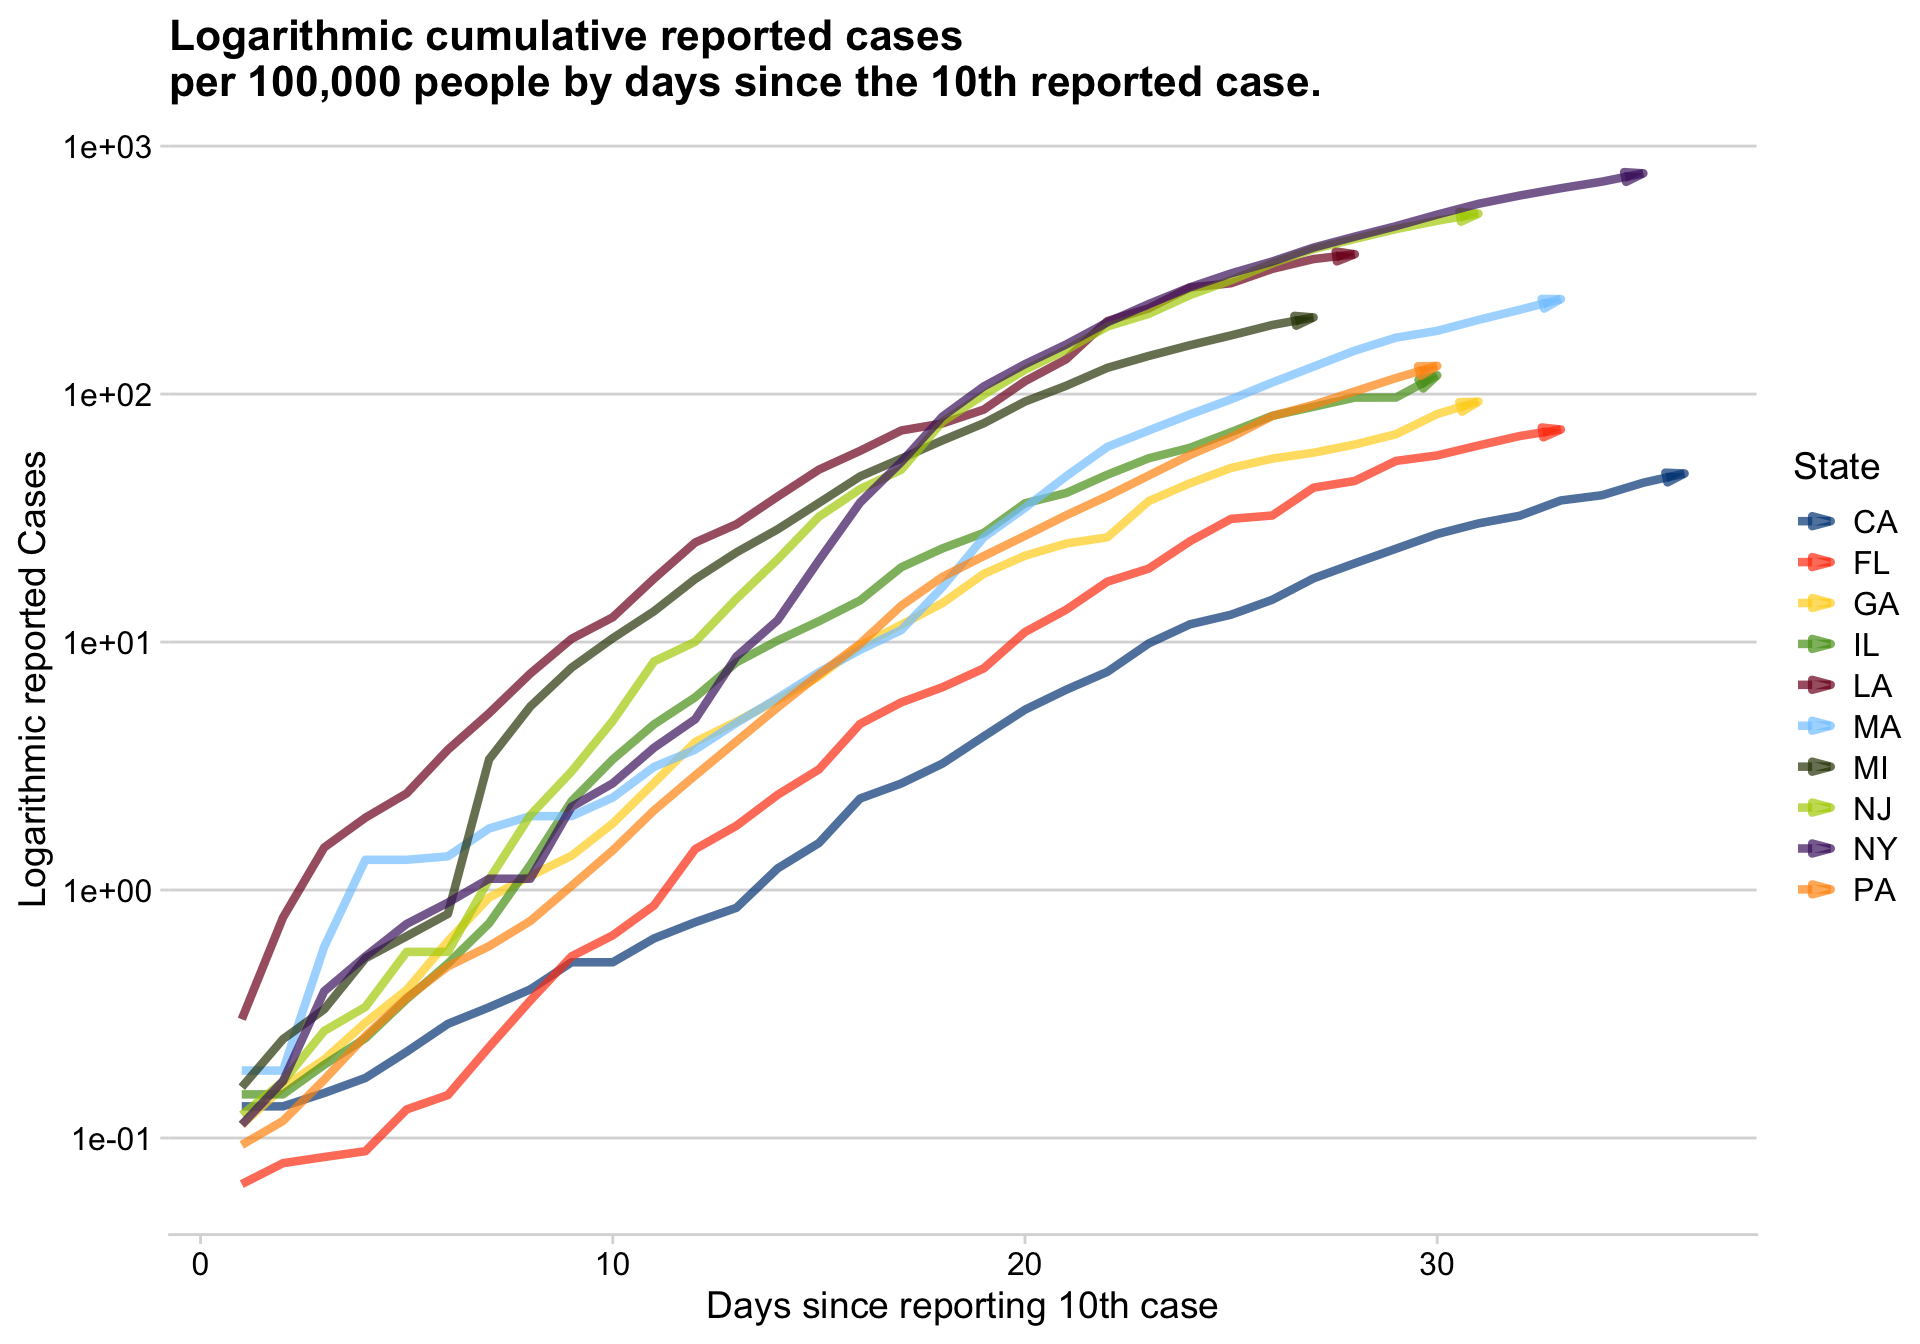 Logarithmic cumulative reported cases
per 100,000 people by days since the 10th reported case.
1e+03
1e+02
1e+01
1e+00
1e-01
Logarithmic reported Cases
0
10
20
30
Days since reporting 10th case
State
CA
FL
GA
IL
LA
MA
MI
NJ
NY
PA